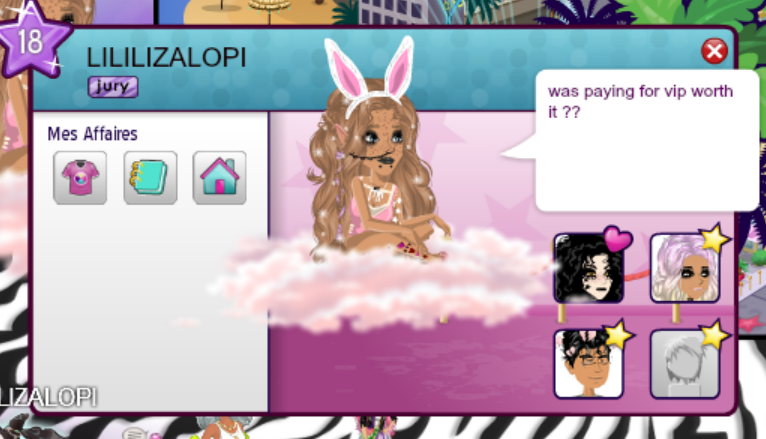 18
LILILIZALOPI
jury
was paying for vip worth
it ??
Mes Affaires
LIZALOPI